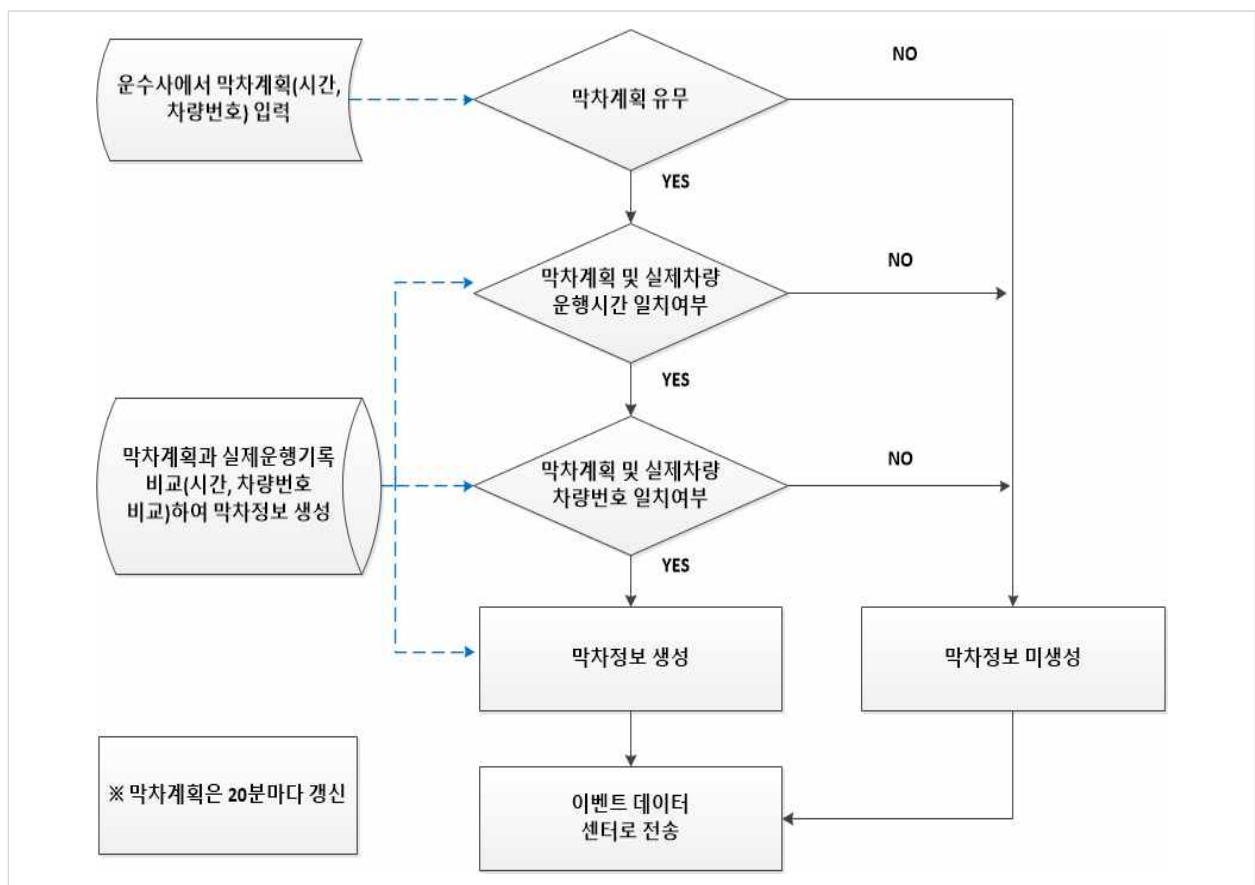 운수사에서 막차계획(시간,
차량번호) 입력
막차계획 유무
NO
YES
막차계획 및 실제차량
운행시간 일치여부
NO
YES
막차계획과 실제운행기록
비교(시간, 차량번호
비교)하여 막차정보 생성
막차계획 및 실제차량
차량번호 일치여부
NO
YES
막차정보 생성
막차정보 미생성
※ 막차계획은 20분마다 갱신
이벤트 데이터
센터로 전송